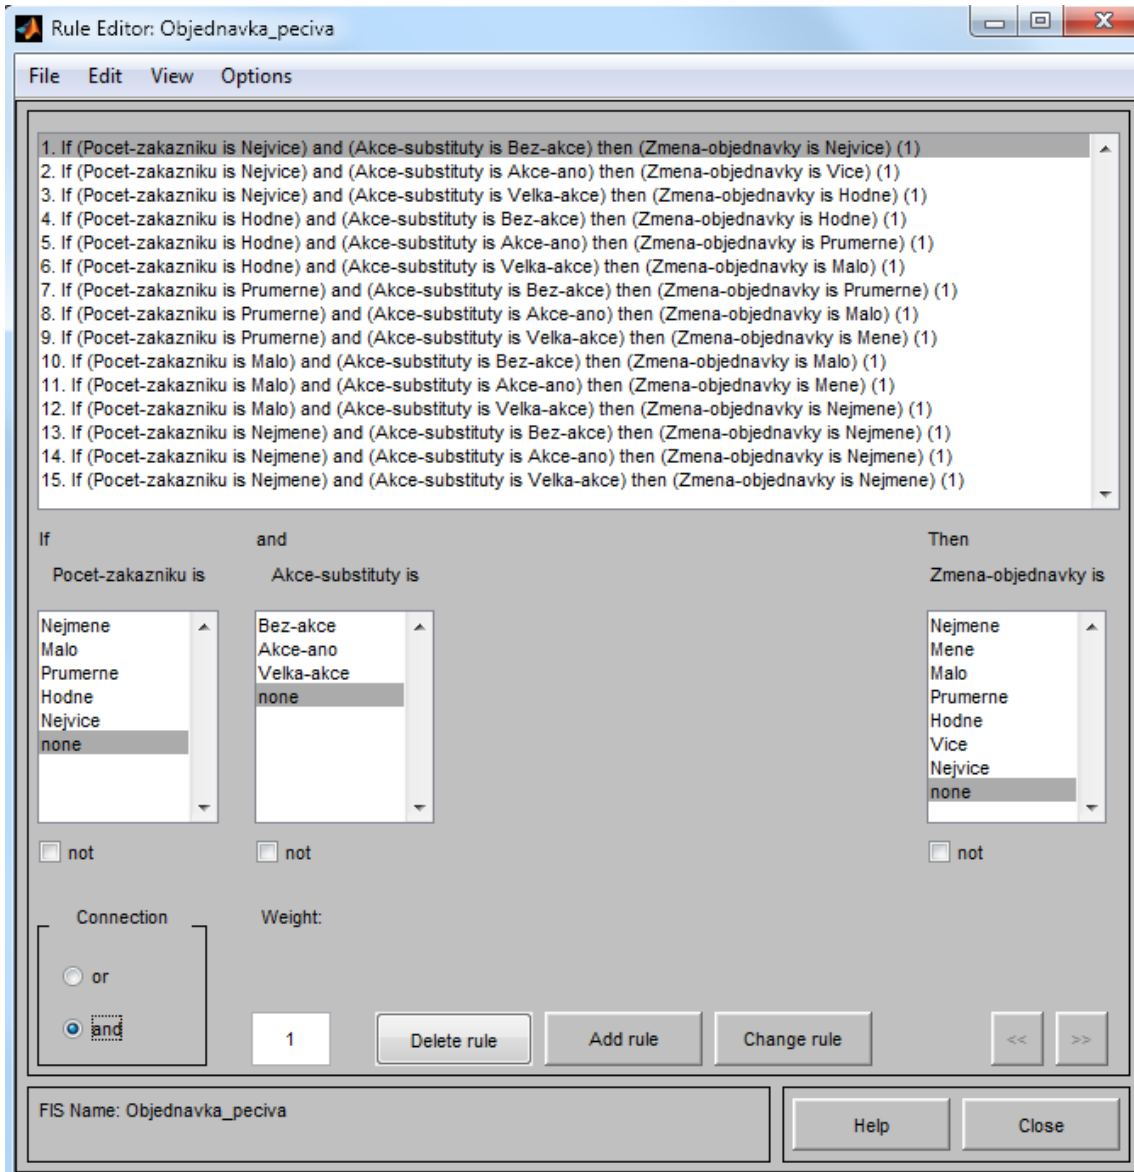 Rule Editor: Objednavka_peciva
File Edit View Options
1. If (Pocet-zakazniku is Nejvice) and (Akce-substituty is Bez-akce) then (Zmena-objednavky is Nejvice) (1)
2. If (Pocet-zakazniku is Nejvice) and (Akce-substituty is Akce-ano) then (Zmena-objednavky is Vice) (1)
3. If (Pocet-zakazniku is Nejvice) and (Akce-substituty is Velka-akce) then (Zmena-objednavky is Hodne) (1)
4. If (Pocet-zakazniku is Hodne) and (Akce-substituty is Bez-akce) then (Zmena-objednavky is Hodne) (1)
5. If (Pocet-zakazniku is Hodne) and (Akce-substituty is Akce-ano) then (Zmena-objednavky is Prumerne) (1)
6. If (Pocet-zakazniku is Hodne) and (Akce-substituty is Velka-akce) then (Zmena-objednavky is Malo) (1)
7. If (Pocet-zakazniku is Prumerne) and (Akce-substituty is Bez-akce) then (Zmena-objednavky is Prumerne) (1)
8. If (Pocet-zakazniku is Prumerne) and (Akce-substituty is Akce-ano) then (Zmena-objednavky is Malo) (1)
9. If (Pocet-zakazniku is Prumerne) and (Akce-substituty is Velka-akce) then (Zmena-objednavky is Mene) (1)
10. If (Pocet-zakazniku is Malo) and (Akce-substituty is Bez-akce) then (Zmena-objednavky is Malo) (1)
11. If (Pocet-zakazniku is Malo) and (Akce-substituty is Akce-ano) then (Zmena-objednavky is Mene) (1)
12. If (Pocet-zakazniku is Malo) and (Akce-substituty is Velka-akce) then (Zmena-objednavky is Nejmene) (1)
13. If (Pocet-zakazniku is Nejmene) and (Akce-substituty is Bez-akce) then (Zmena-objednavky is Nejmene) (1)
14. If (Pocet-zakazniku is Nejmene) and (Akce-substituty is Akce-ano) then (Zmena-objednavky is Nejmene) (1)
15. If (Pocet-zakazniku is Nejmene) and (Akce-substituty is Velka-akce) then (Zmena-objednavky is Nejmene) (1)
If
Pocet-zakazniku is
Nejmene
Malo
Prumerne
Hodne
Nejvice
none
not
and
Akce-substituty is
Bez-akce
Akce-ano
Velka-akce
none
not
Then
Zmena-objednavky is
Nejmene
Mene
Malo
Prumerne
Hodne
Vice
Nejvice
none
not
Connection
or
and
Weight:
1
Delete rule
Add rule
Change rule
<<
>>
FIS Name: Objednavka_peciva
Help
Close